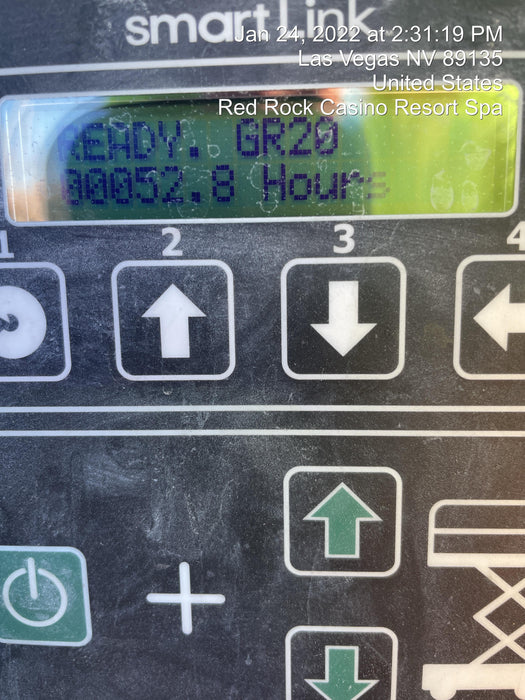 smartLink
Jan 24, 2022 at 2:31:19 PM
Las Vegas NV 89135
United States
Red Rock Casino Resort Spa
READY. GR20
00052.8 Hours
1 2 3 4